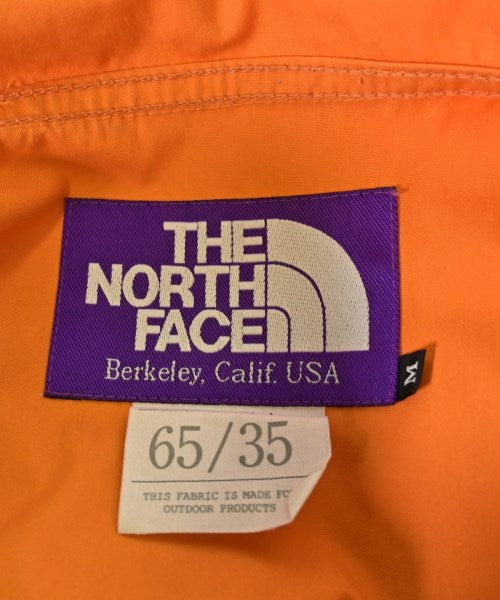 THE
NORTH
FACE
Berkeley, Calif. USA
M
65/35
THIS FABRIC IS MADE FO
OUTDOOR PRODUCTS